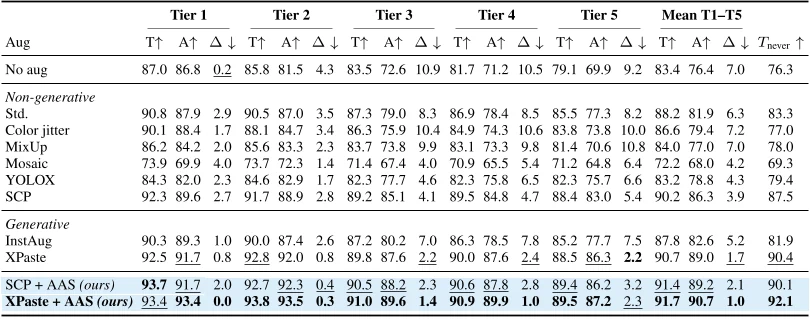 Tier 1 Tier 2 Tier 3 Tier 4 Tier 5 Mean T1–T5
Aug T↑ A↑ Δ ↓ T↑ A↑ Δ ↓ T↑ A↑ Δ ↓ T↑ A↑ Δ ↓ T↑ A↑ Δ ↓ T↑ A↑ Δ ↓ Tnever ↑
No aug 87.0 86.8 0.2 85.8 81.5 4.3 83.5 72.6 10.9 81.7 71.2 10.5 79.1 69.9 9.2 83.4 76.4 7.0 76.3
Non-generative
Std. 90.8 87.9 2.9 90.5 87.0 3.5 87.3 79.0 8.3 86.9 78.4 8.5 85.5 77.3 8.2 88.2 81.9 6.3 83.3
Color jitter 90.1 88.4 1.7 88.1 84.7 3.4 86.3 75.9 10.4 84.9 74.3 10.6 83.8 73.8 10.0 86.6 79.4 7.2 77.0
MixUp 86.2 84.2 2.0 85.6 83.3 2.3 83.7 73.8 9.9 83.1 73.3 9.8 81.4 70.6 10.8 84.0 77.0 7.0 78.0
Mosaic 73.9 69.9 4.0 73.7 72.3 1.4 71.4 67.4 4.0 70.9 65.5 5.4 71.2 64.8 6.4 72.2 68.0 4.2 69.3
YOLOX 84.3 82.0 2.3 84.6 82.9 1.7 82.3 77.7 4.6 82.3 75.8 6.5 82.3 75.7 6.6 83.2 78.8 4.3 79.4
SCP 92.3 89.6 2.7 91.7 88.9 2.8 89.2 85.1 4.1 89.5 84.8 4.7 88.4 83.0 5.4 90.2 86.3 3.9 87.5
Generative
InstAug 90.3 89.3 1.0 90.0 87.4 2.6 87.2 80.2 7.0 86.3 78.5 7.8 85.2 77.7 7.5 87.8 82.6 5.2 81.9
XPaste 92.5 91.7 0.8 92.8 92.0 0.8 89.8 87.6 2.2 90.0 87.6 2.4 88.5 86.3 2.2 90.7 89.0 1.7 90.4
SCP + AAS (ours) 93.7 91.7 2.0 92.7 92.3 0.4 90.5 88.2 2.3 90.6 87.8 2.8 89.4 86.2 3.2 91.4 89.2 2.1 90.1
XPaste + AAS (ours) 93.4 93.4 0.0 93.8 93.5 0.3 91.0 89.6 1.4 90.9 89.9 1.0 89.5 87.2 2.3 91.7 90.7 1.0 92.1